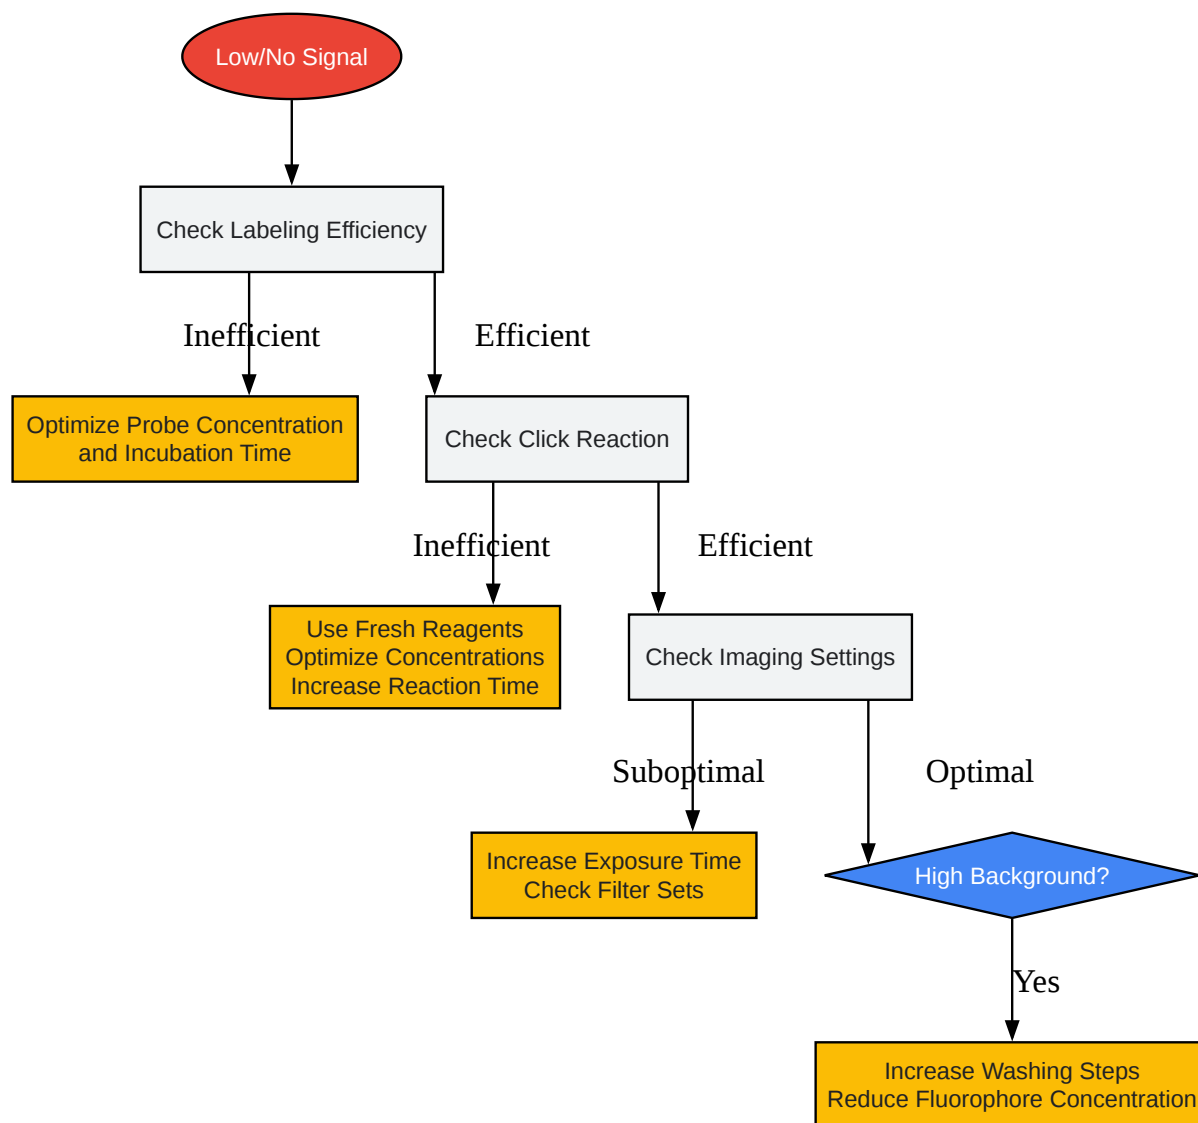 Low/No Signal
Check Labeling Efficiency
Inefficient
Efficient
Optimize Probe Concentration
and Incubation Time
Check Click Reaction
Inefficient
Efficient
Use Fresh Reagents
Optimize Concentrations
Increase Reaction Time
Check Imaging Settings
Suboptimal
Optimal
Increase Exposure Time
Check Filter Sets
High Background?
Yes
Increase Washing Steps
Reduce Fluorophore Concentration